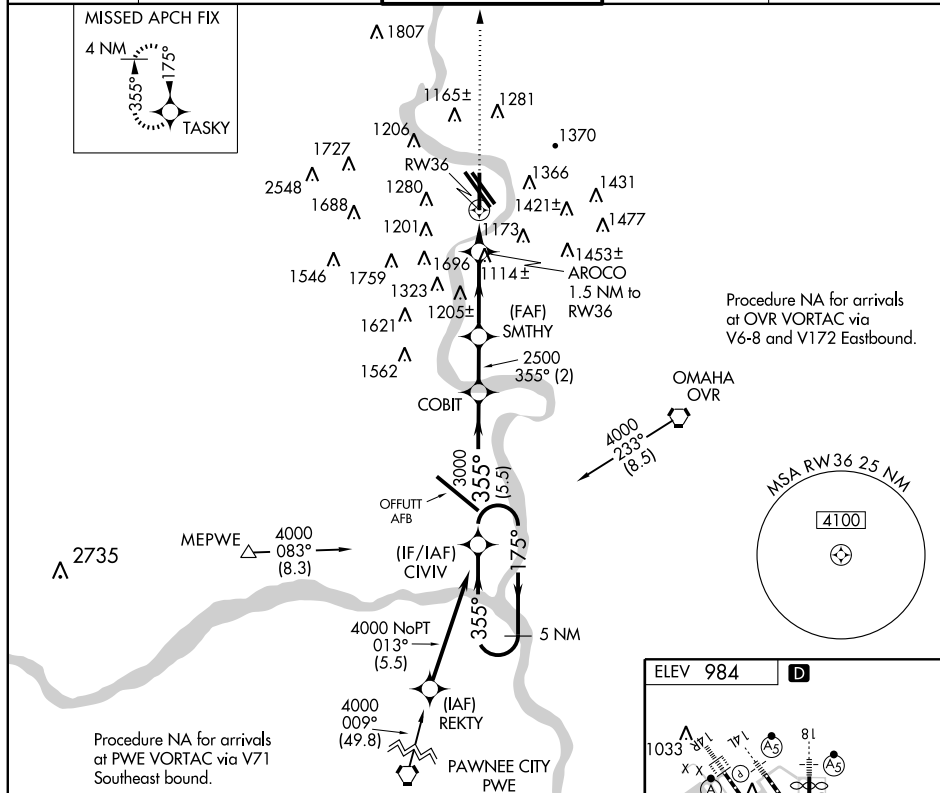 MISSED APCH FIX
4 NM
175°
355°
TASKY
1807
1165±
1281
1206
1370
RW36
1727
2548
1366
1280
1431
1688
1421±
1201
1173
1477
1546
1759
1696
1114±
1453±
AROCO
1.5 NM to
RW36
1323
1205±
1621
(FAF)
SMTHY
1562
2500
355° (2)
COBIT
Procedure NA for arrivals
at OVR VORTAC via
V6-8 and V172 Eastbound.
OMAHA
OVR
4000
233°
(8.5)
3000
355°
(5.5)
OFFUTT
AFB
MSA RW36 25 NM
4100
2735
MEPWE
4000
083°
(8.3)
(IF/IAF)
CIVIV
175°
355°
5 NM
4000 NoPT
013°
(5.5)
(IAF)
REKTY
4000
009°
(49.8)
PAWNEE CITY
PWE
Procedure NA for arrivals
at PWE VORTAC via V71
Southeast bound.
ELEV 984
D
1033
14R
14L
18
A5
A5
X X
P
A